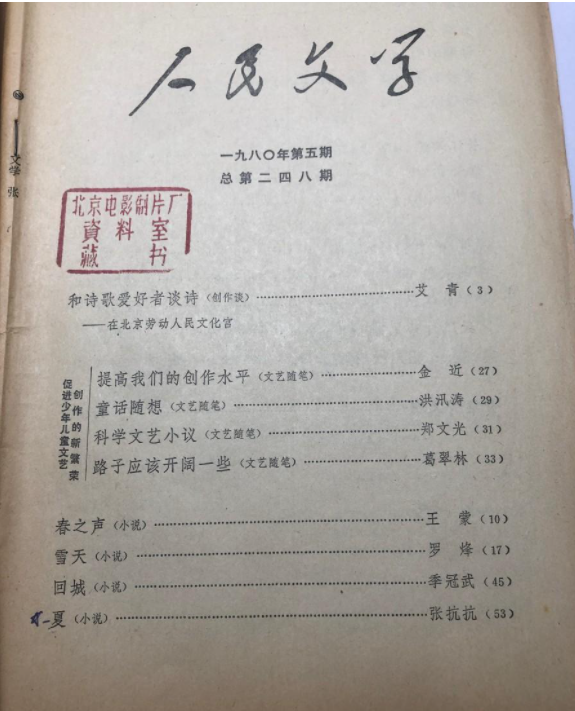 人民文学
一九八〇年第五期
总第二四八期
北京电影制片厂
資料室
藏书
和诗歌爱好者谈诗（创作谈）……艾青（3）
——在北京劳动人民文化宫
促进少年儿童文艺
创作的新繁荣
提高我们的创作水平（文艺随笔）……金近（27）
童话随想（文艺随笔）……洪汛涛（29）
科学文艺小议（文艺随笔）……郑文光（31）
路子应该开阔一些（文艺随笔）……葛翠林（33）
春之声（小说）……王蒙（10）
雪天（小说）……罗烽（17）
回城（小说）……季冠武（45）
夏（小说）……张抗抗（53）
文学
张